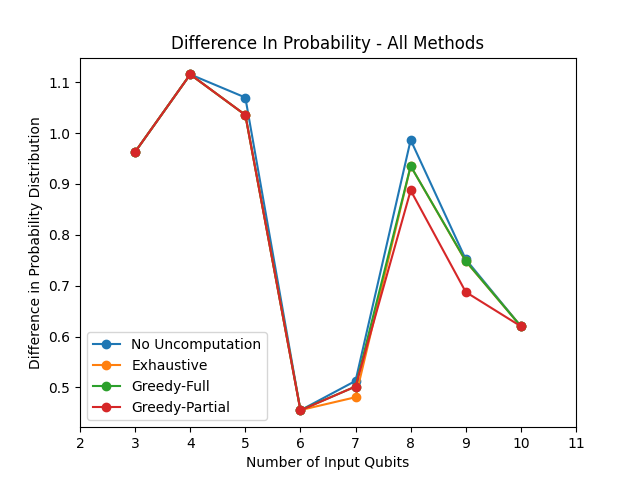 Difference In Probability - All Methods
Difference in Probability Distribution
1.1
1.0
0.9
0.8
0.7
0.6
0.5
No Uncomputation
Exhaustive
Greedy-Full
Greedy-Partial
2 3 4 5 6 7 8 9 10 11
Number of Input Qubits